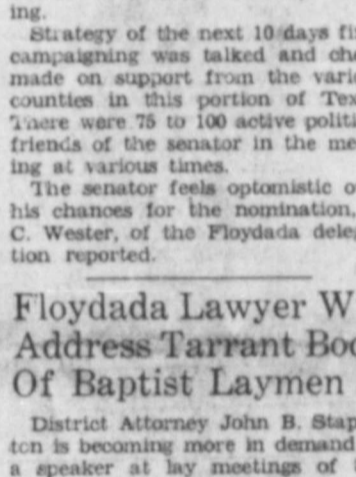 ing.
Strategy of the next 10 days fi
campaigning was talked and che
made on support from the vari
counties in this portion of Tex
There were 75 to 100 active politi
friends of the senator in the me
ing at various times.
The senator feels optomistic o
his chances for the nomination,
C. Wester, of the Floydada dele
tion reported.
Floydada Lawyer W
Address Tarrant Boo
Of Baptist Laymen
District Attorney John B. Stap
ton is becoming more in demand
a speaker at lay meetings of